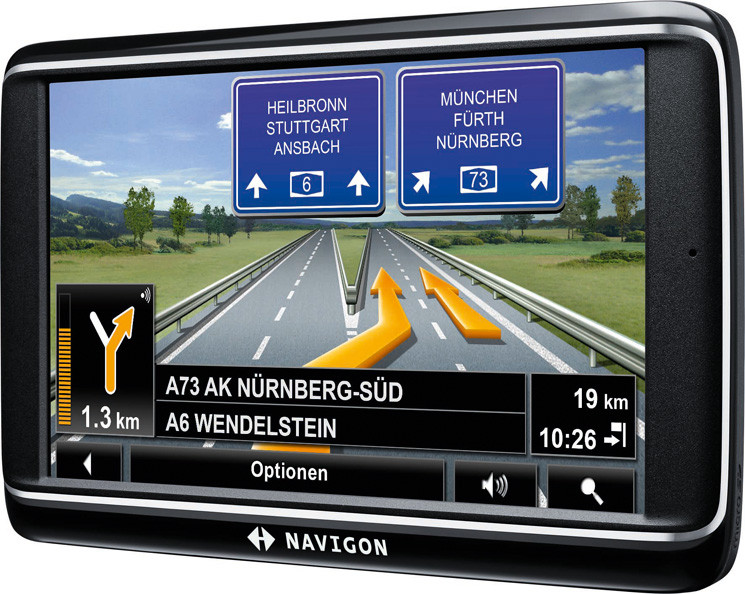 HEILBRONN
STUTTGART
ANSBACH
6
MÜNCHEN
FÜRTH
NÜRNBERG
73
1.3 km
A73 AK NÜRNBERG-SÜD
A6 WENDELSTEIN
19 km
10:26
Optionen
NAVIGON